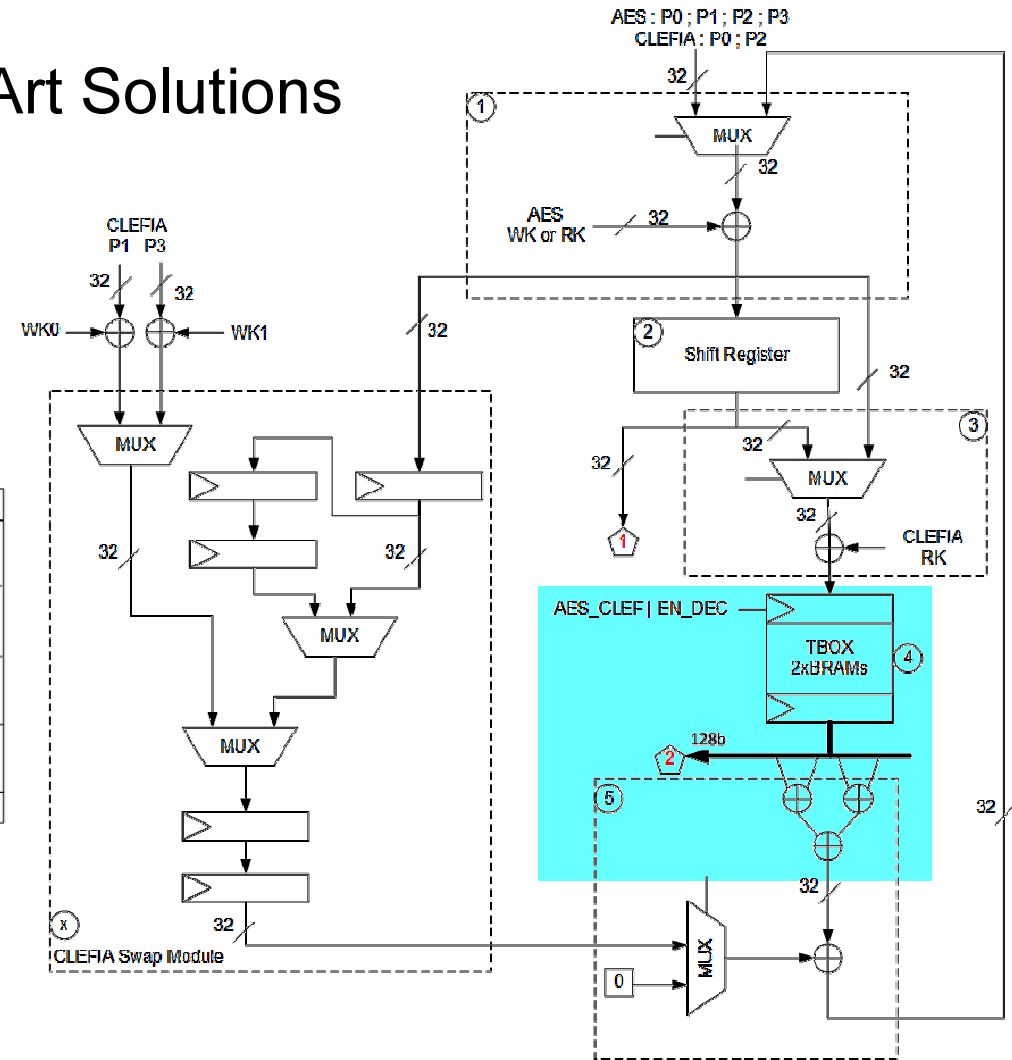 Art Solutions
AES : P0 ; P1 ; P2 ; P3
CLEFIA : P0 ; P2
32
1
MUX
32
AES
WK or RK
32
CLEFIA
P1 P3
32
32
WK0
WK1
32
2
Shift Register
32
3
32
32
MUX
MUX
1
32
CLEFIA
RK
32
32
AES_CLEF | EN_DEC
TBOX
2xBRAMs
4
MUX
MUX
2
128b
5
32
32
x
32
CLEFIA Swap Module
MUX
0